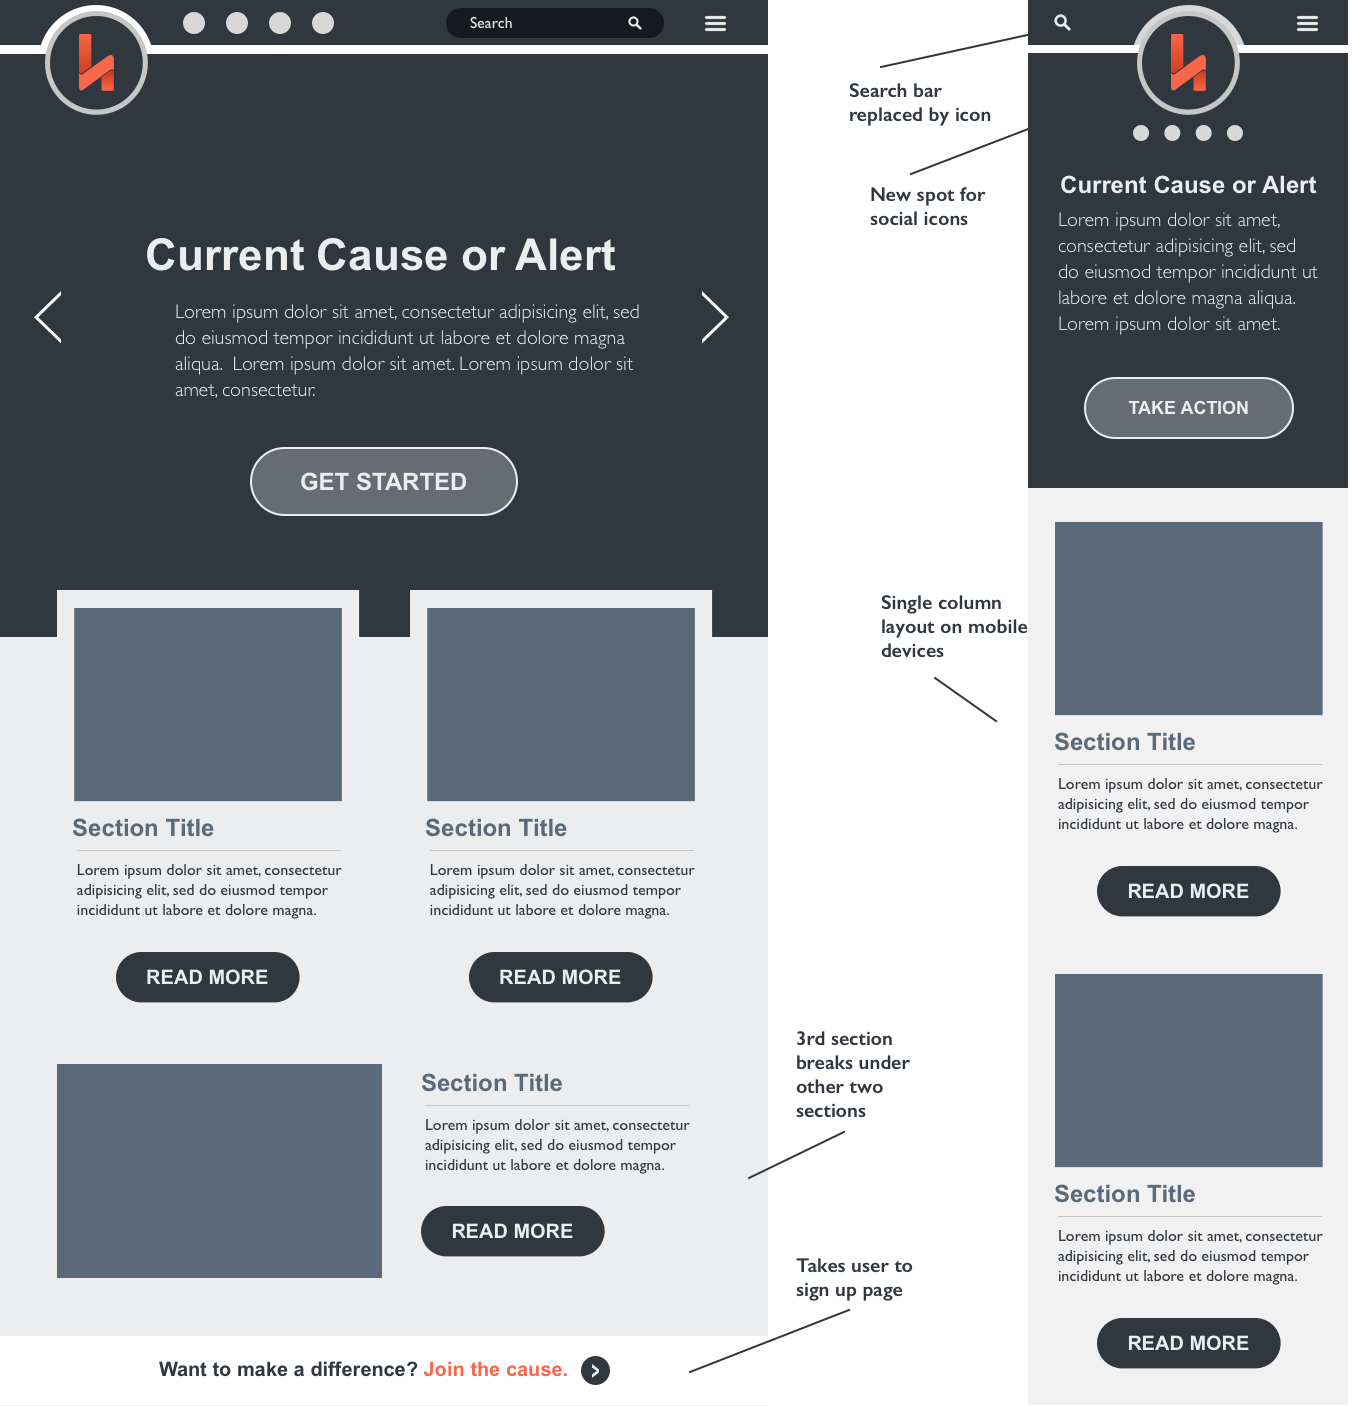 Search
Current Cause or Alert
Lorem ipsum dolor sit amet, consectetur adipisicing elit, sed
do eiusmod tempor incididunt ut labore et dolore magna
aliqua.  Lorem ipsum dolor sit amet. Lorem ipsum dolor sit
amet, consectetur.
GET STARTED
Section Title
Lorem ipsum dolor sit amet, consectetur
adipisicing elit, sed do eiusmod tempor
incididunt ut labore et dolore magna.
READ MORE
Section Title
Lorem ipsum dolor sit amet, consectetur
adipisicing elit, sed do eiusmod tempor
incididunt ut labore et dolore magna.
READ MORE
Section Title
Lorem ipsum dolor sit amet, consectetur
adipisicing elit, sed do eiusmod tempor
incididunt ut labore et dolore magna.
READ MORE
Want to make a difference? Join the cause.
Search bar
replaced by icon
New spot for
social icons
Single column
layout on mobile
devices
3rd section
breaks under
other two
sections
Takes user to
sign up page
Current Cause or Alert
Lorem ipsum dolor sit amet,
consectetur adipisicing elit, sed
do eiusmod tempor incididunt ut
labore et dolore magna aliqua.
Lorem ipsum dolor sit amet.
TAKE ACTION
Section Title
Lorem ipsum dolor sit amet, consectetur
adipisicing elit, sed do eiusmod tempor
incididunt ut labore et dolore magna.
READ MORE
Section Title
Lorem ipsum dolor sit amet, consectetur
adipisicing elit, sed do eiusmod tempor
incididunt ut labore et dolore magna.
READ MORE